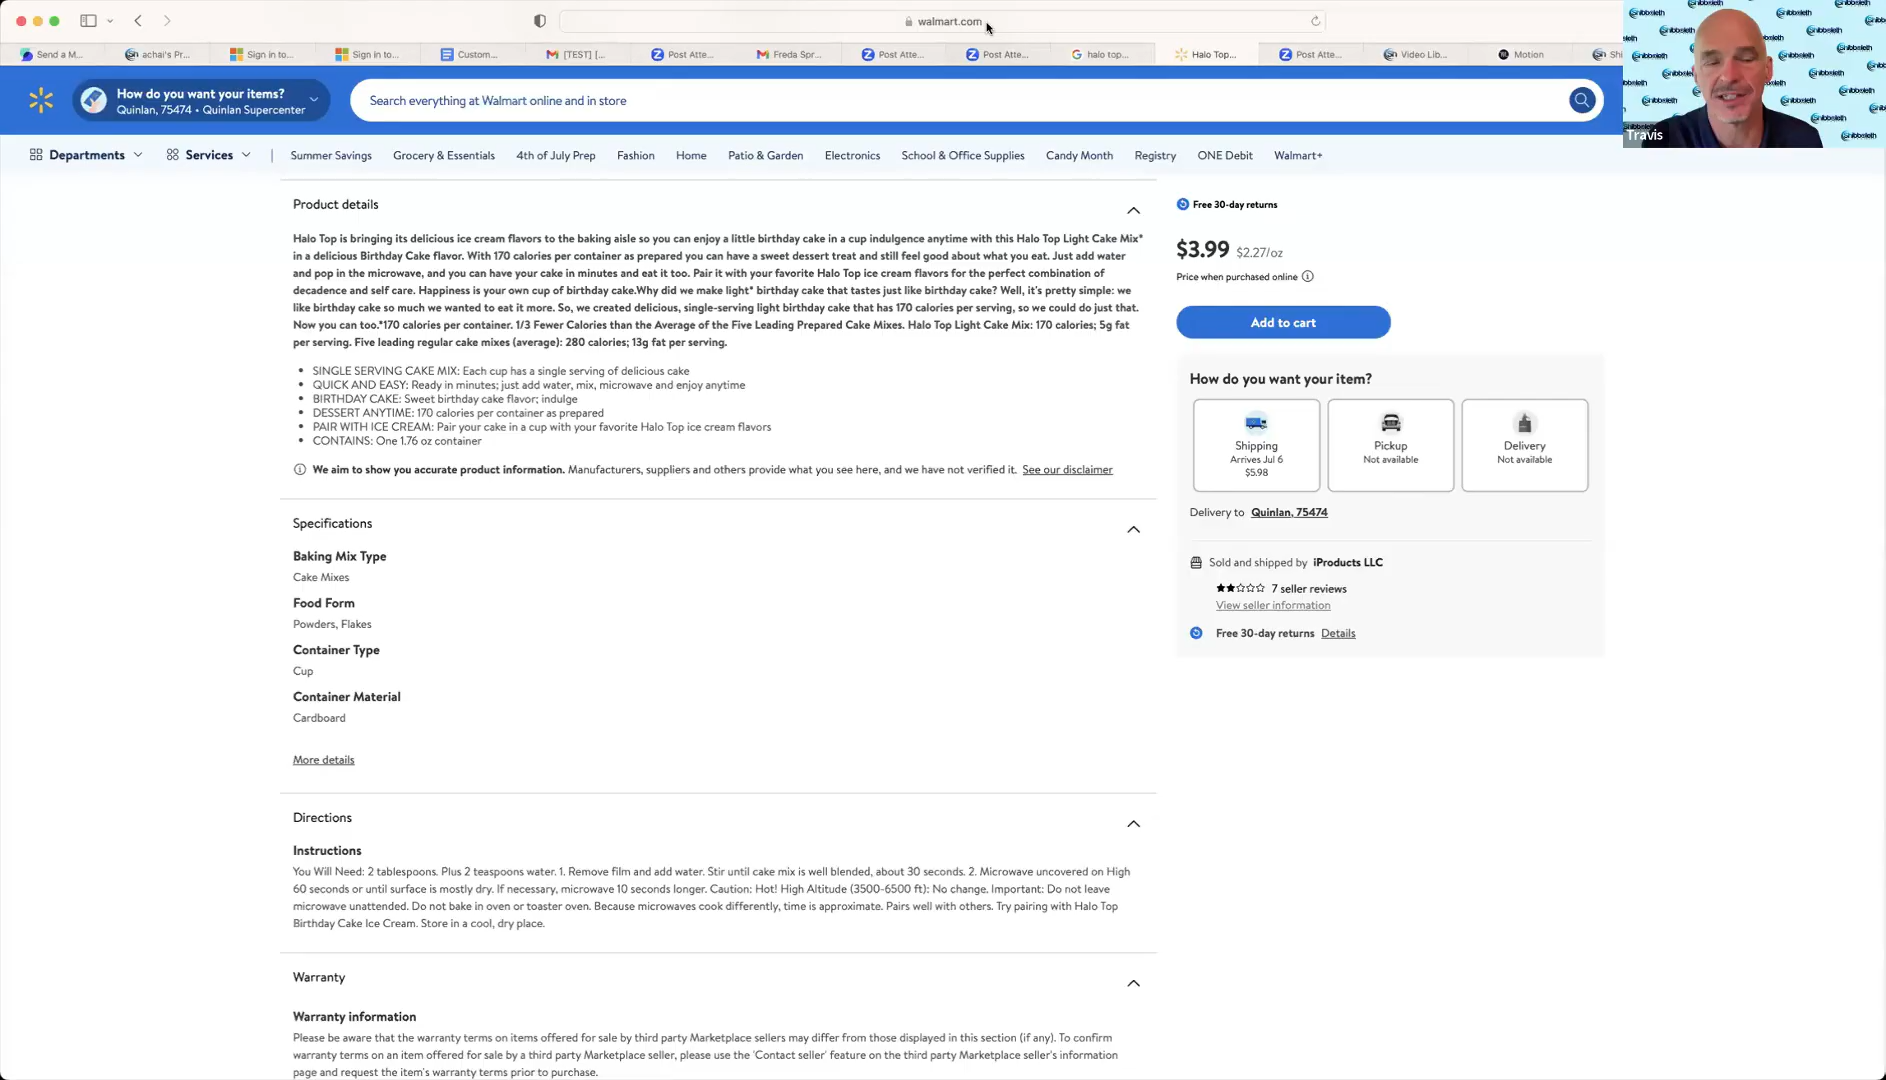 walmart.com
Send a M...
achai's Pr...
Sign in to...
Sign in to...
Custom...
[TEST] [...
Post Atte...
Freda Spr...
Post Atte...
Post Atte...
halo top...
Halo Top...
Post Atte...
Video Lib...
Motion
How do you want your items?
Quinlan, 75474 • Quinlan Supercenter
Search everything at Walmart online and in store
Travis
Departments
Services
Summer Savings
Grocery & Essentials
4th of July Prep
Fashion
Home
Patio & Garden
Electronics
School & Office Supplies
Candy Month
Registry
ONE Debit
Walmart+
Product details
Halo Top is bringing its delicious ice cream flavors to the baking aisle so you can enjoy a little birthday cake in a cup indulgence anytime with this Halo Top Light Cake Mix*
in a delicious Birthday Cake flavor. With 170 calories per container as prepared you can have a sweet dessert treat and still feel good about what you eat. Just add water
and pop in the microwave, and you can have your cake in minutes and eat it too. Pair it with your favorite Halo Top ice cream flavors for the perfect combination of
decadence and self care. Happiness is your own cup of birthday cake.Why did we make light* birthday cake that tastes just like birthday cake? Well, it's pretty simple: we
like birthday cake so much we wanted to eat it more. So, we created delicious, single-serving light birthday cake that has 170 calories per serving, so we could do just that.
Now you can too.*170 calories per container. 1/3 Fewer Calories than the Average of the Five Leading Prepared Cake Mixes. Halo Top Light Cake Mix: 170 calories; 5g fat
per serving. Five leading regular cake mixes (average): 280 calories; 13g fat per serving.
• SINGLE SERVING CAKE MIX: Each cup has a single serving of delicious cake
• QUICK AND EASY: Ready in minutes; just add water, mix, microwave and enjoy anytime
• BIRTHDAY CAKE: Sweet birthday cake flavor; indulge
• DESSERT ANYTIME: 170 calories per container as prepared
• PAIR WITH ICE CREAM: Pair your cake in a cup with your favorite Halo Top ice cream flavors
• CONTAINS: One 1.76 oz container
We aim to show you accurate product information. Manufacturers, suppliers and others provide what you see here, and we have not verified it. See our disclaimer
Specifications
Baking Mix Type
Cake Mixes
Food Form
Powders, Flakes
Container Type
Cup
Container Material
Cardboard
More details
Directions
Instructions
You Will Need: 2 tablespoons. Plus 2 teaspoons water. 1. Remove film and add water. Stir until cake mix is well blended, about 30 seconds. 2. Microwave uncovered on High
60 seconds or until surface is mostly dry. If necessary, microwave 10 seconds longer. Caution: Hot! High Altitude (3500-6500 ft): No change. Important: Do not leave
microwave unattended. Do not bake in oven or toaster oven. Because microwaves cook differently, time is approximate. Pairs well with others. Try pairing with Halo Top
Birthday Cake Ice Cream. Store in a cool, dry place.
Warranty
Warranty information
Please be aware that the warranty terms on items offered for sale by third party Marketplace sellers may differ from those displayed in this section (if any). To confirm
warranty terms on an item offered for sale by a third party Marketplace seller, please use the 'Contact seller' feature on the third party Marketplace seller's information
page and request the item's warranty terms prior to purchase.
Free 30-day returns
$3.99 $2.27/oz
Price when purchased online
Add to cart
How do you want your item?
Shipping
Arrives Jul 6
$5.98
Pickup
Not available
Delivery
Not available
Delivery to Quinlan, 75474
Sold and shipped by iProducts LLC
7 seller reviews
View seller information
Free 30-day returns Details